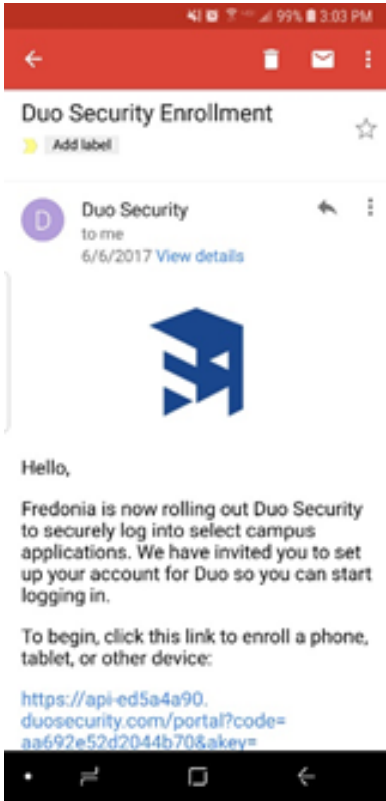 99% 3:03 PM
Duo Security Enrollment
Add label
D
Duo Security
to me
6/6/2017 View details
Hello,
Fredonia is now rolling out Duo Security
to securely log into select campus
applications. We have invited you to set
up your account for Duo so you can start
logging in.
To begin, click this link to enroll a phone,
tablet, or other device:
https://api-ed5a4a90.
duosecurity.com/portal?code=
aa692e52d2044b70&akey=